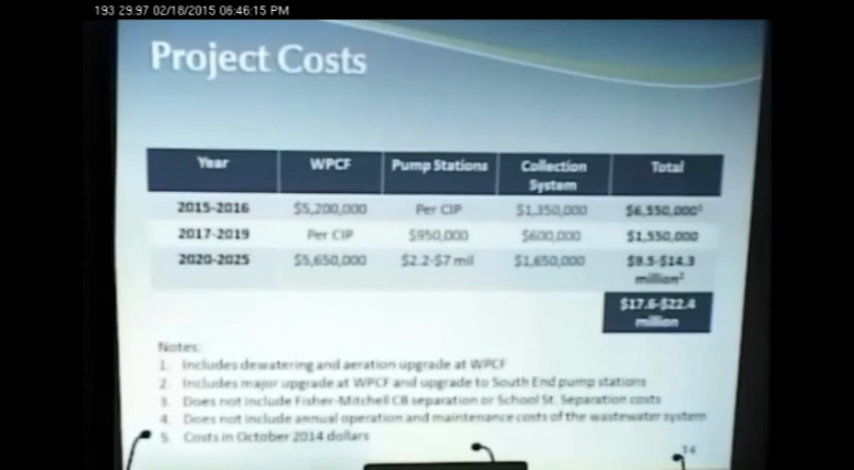 193 29.97 02/18/2015 06:46:15 PM
Project Costs
Year WPCF Pump Stations Collection System Total
2015-2016 $5,200,000 Per CIP $1,350,000 $6,550,000¹
2017-2019 Per CIP $950,000 $600,000 $1,550,000
2020-2025 $5,650,000 $2.2-$7 mil $1,650,000 $9.5-$14.3 million²
$17.6-$22.4
million
Notes:
1. Includes dewatering and aeration upgrade at WPCF
2. Includes major upgrade at WPCF and upgrade to South End pump stations
3. Does not include Fisher-Mitchell CB separation or School St. Separation costs
4. Does not include annual operation and maintenance costs of the wastewater system
5. Costs in October 2014 dollars
14